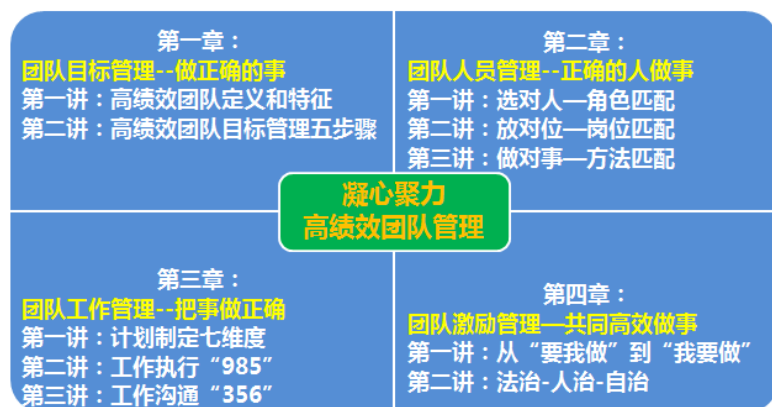 第一章：
团队目标管理--做正确的事
第一讲：高绩效团队定义和特征
第二讲：高绩效团队目标管理五步骤
第二章：
团队人员管理--正确的人做事
第一讲：选对人—角色匹配
第二讲：放对位—岗位匹配
第三讲：做对事—方法匹配
凝心聚力
高绩效团队管理
第三章：
团队工作管理--把事做正确
第一讲：计划制定七维度
第二讲：工作执行“985”
第三讲：工作沟通“356”
第四章：
团队激励管理—共同高效做事
第一讲：从“要我做”到“我要做”
第二讲：法治-人治-自治